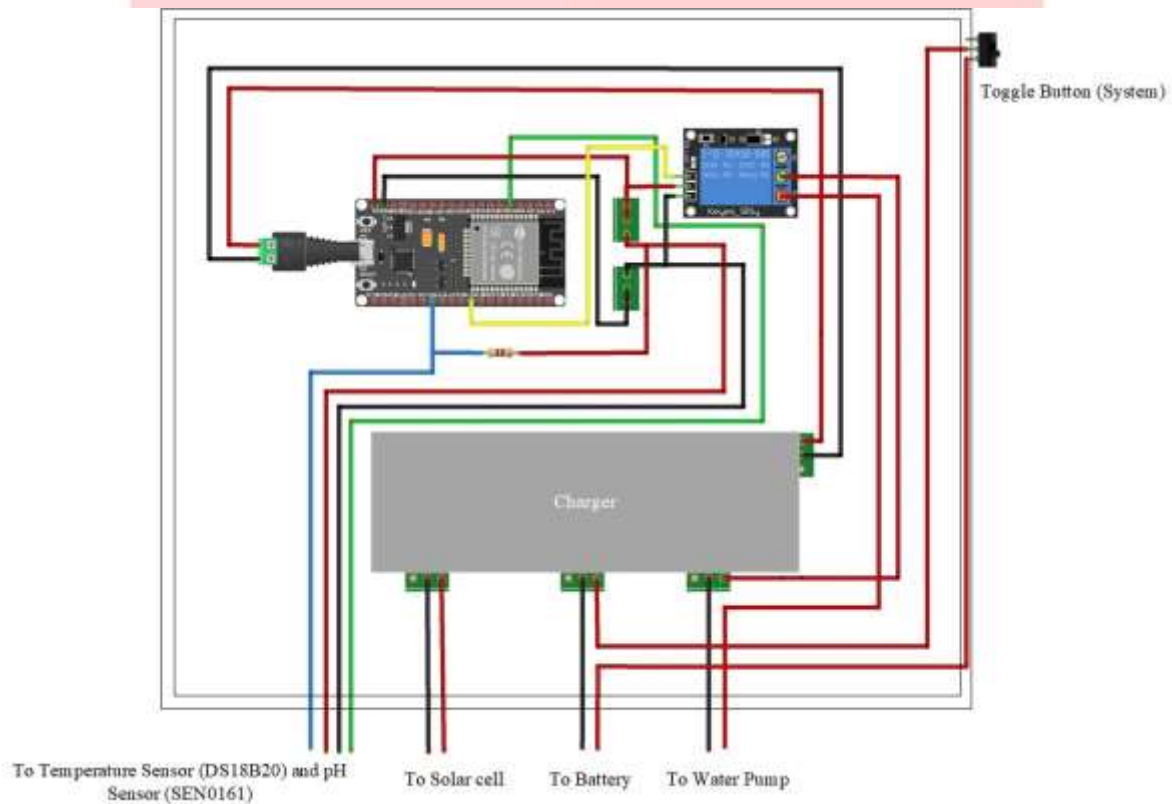 Toggle Button (System)
Charger
To Temperature Sensor (DS18B20) and pH
Sensor (SEN0161)
To Solar cell
To Battery
To Water Pump